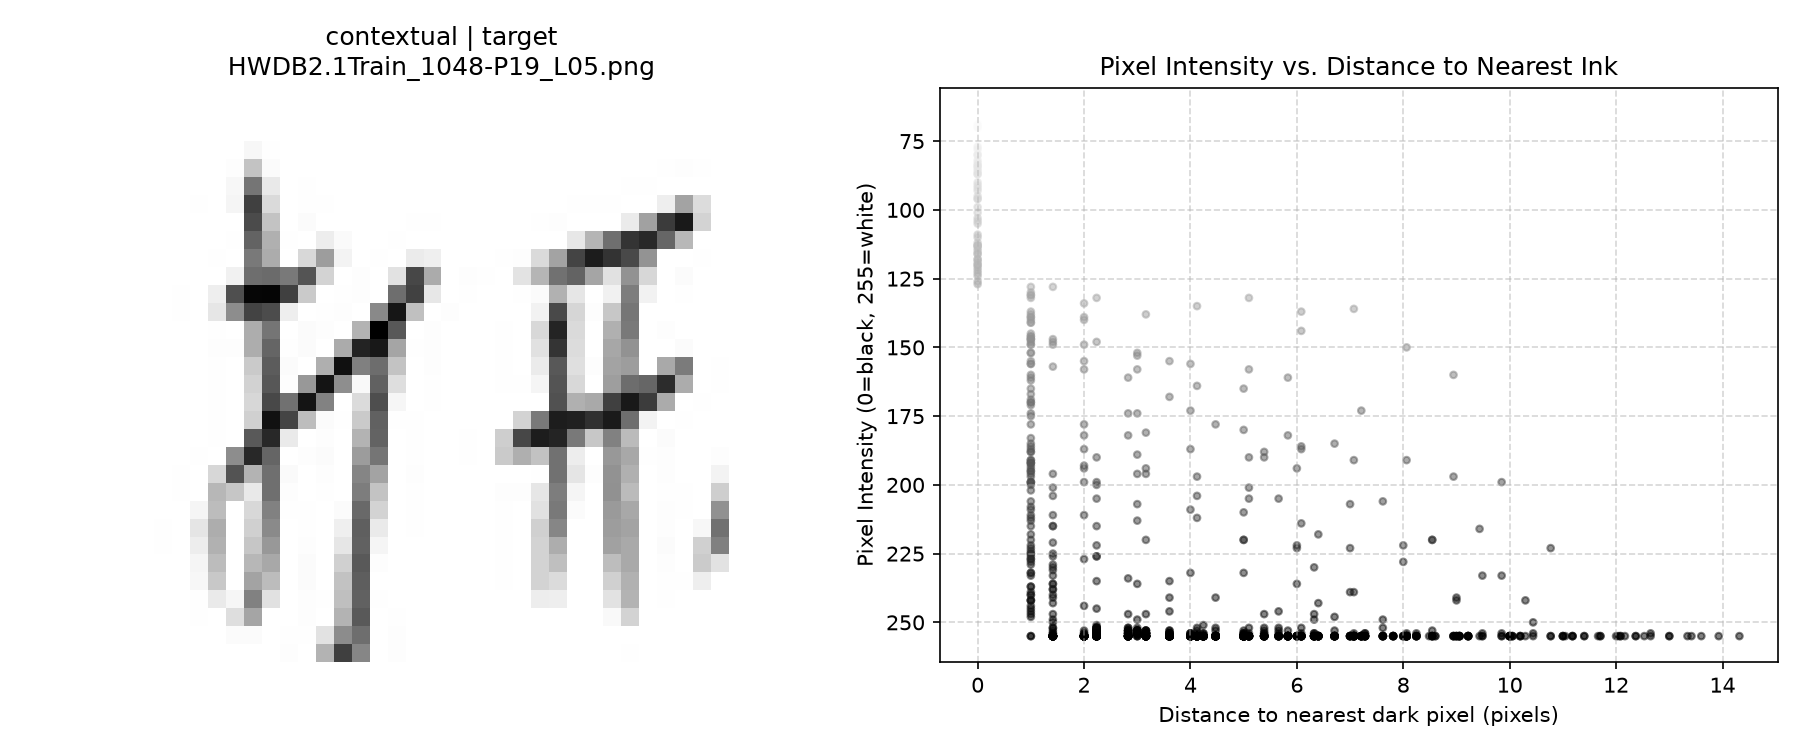 contextual | target
HWDB2.1Train_1048-P19_L05.png
打开,
Pixel Intensity vs. Distance to Nearest Ink
Pixel Intensity (0=black, 255=white)
75
100
125
150
175
200
225
250
0 2 4 6 8 10 12 14
Distance to nearest dark pixel (pixels)